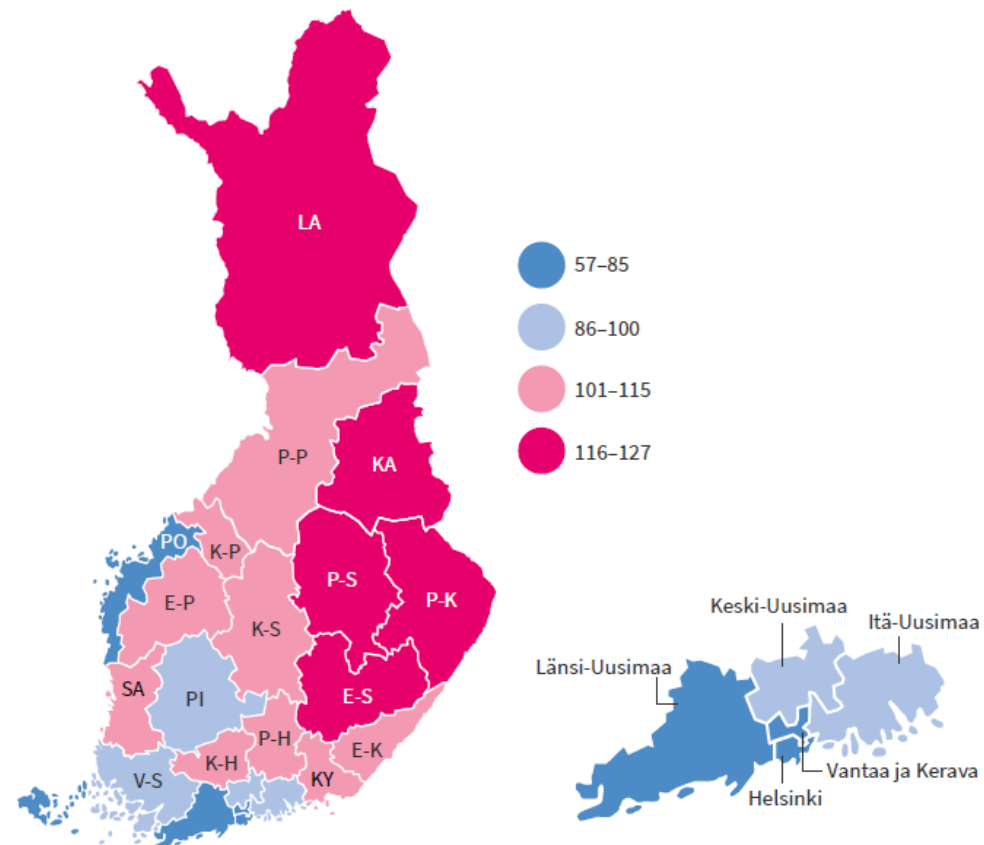 LA
57–85
86–100
101–115
116–127
P-P
KA
PO
K-P
P-S
P-K
E-P
K-S
SA
PI
E-S
P-H
E-K
K-H
KY
V-S
Keski-Uusimaa
Itä-Uusimaa
Länsi-Uusimaa
Vantaa ja Kerava
Helsinki